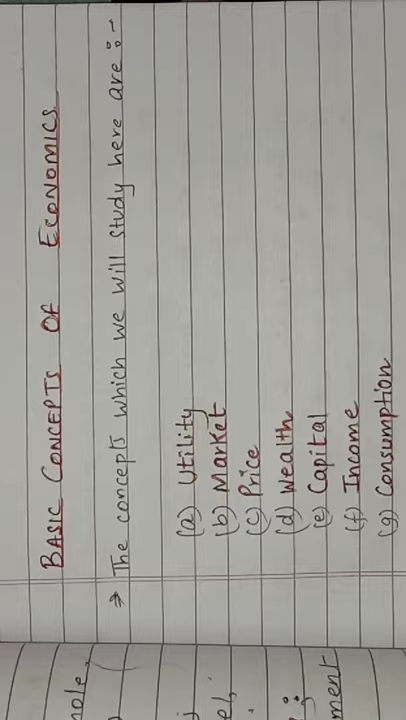 BASIC CONCEPTS OF ECONOMICS
→ The concepts which we will study here are :-
(a) Utility
(b) Market
(c) Price
(d) Wealth
(e) Capital
(f) Income
(g) Consumption